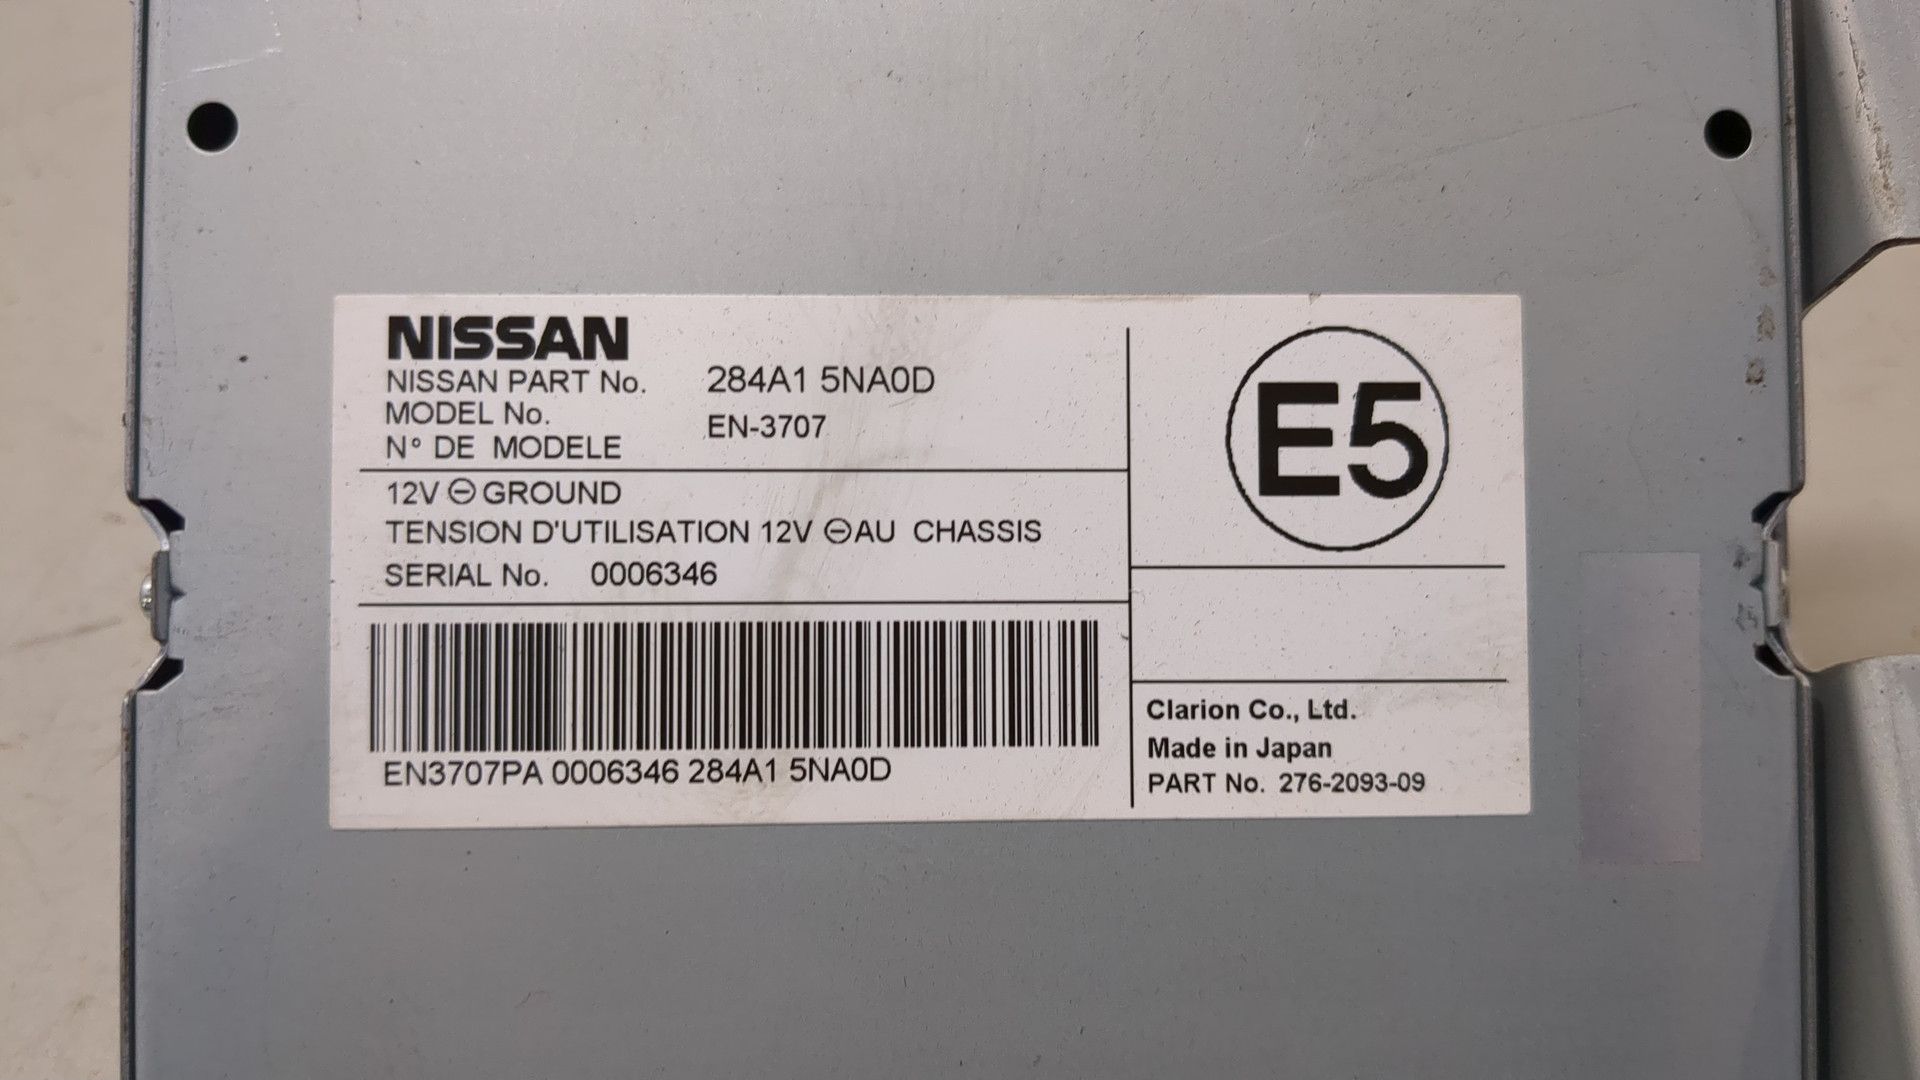 NISSAN
NISSAN PART No. 284A1 5NA0D
MODEL No.
N° DE MODELE EN-3707
12V ⊖ GROUND
TENSION D'UTILISATION 12V ⊖ AU CHASSIS
SERIAL No. 0006346
EN3707PA 0006346 284A1 5NA0D
E5
Clarion Co., Ltd.
Made in Japan
PART No. 276-2093-09